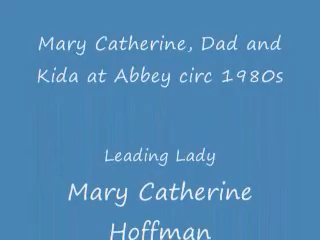 Mary Catherine, Dad and
Kida at Abbey circ 1980s
Leading Lady
Mary Catherine
Hoffman